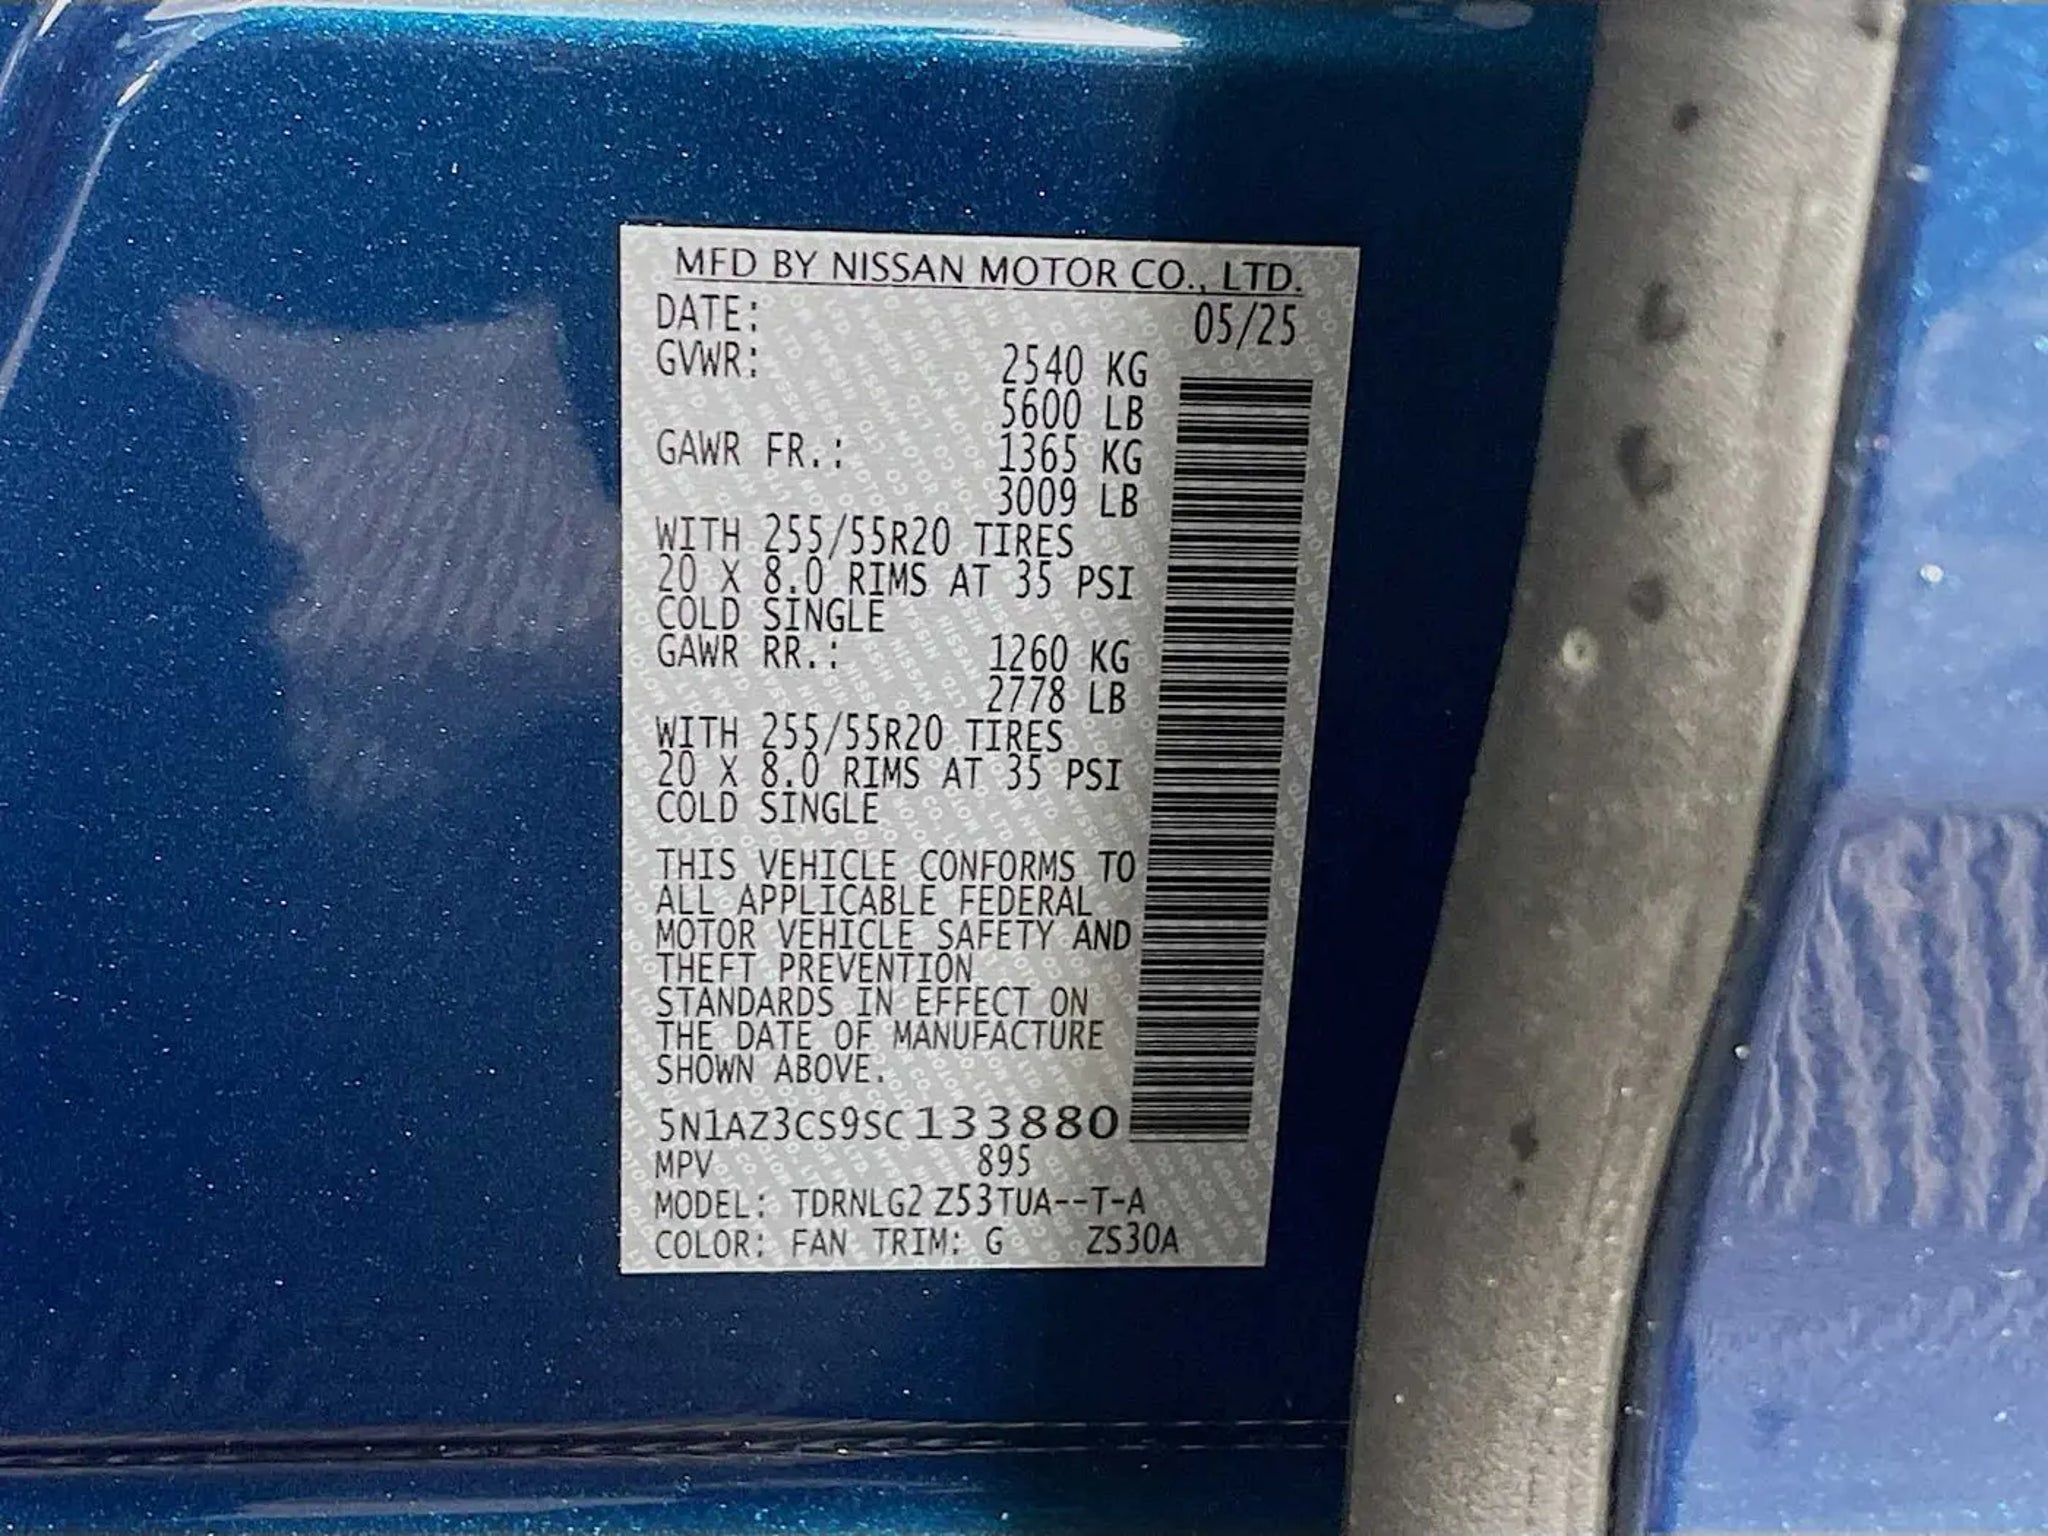 MFD BY NISSAN MOTOR CO., LTD.
DATE: 05/25
GVWR: 2540 KG
5600 LB
GAWR FR.: 1365 KG
3009 LB
WITH 255/55R20 TIRES
20 X 8.0 RIMS AT 35 PSI
COLD SINGLE
GAWR RR.: 1260 KG
2778 LB
WITH 255/55R20 TIRES
20 X 8.0 RIMS AT 35 PSI
COLD SINGLE
THIS VEHICLE CONFORMS TO
ALL APPLICABLE FEDERAL
MOTOR VEHICLE SAFETY AND
THEFT PREVENTION
STANDARDS IN EFFECT ON
THE DATE OF MANUFACTURE
SHOWN ABOVE.
5N1AZ3CS9SC133880
MPV 895
MODEL: TDRNLG2 Z53TUA--T-A
COLOR: FAN TRIM: G ZS30A